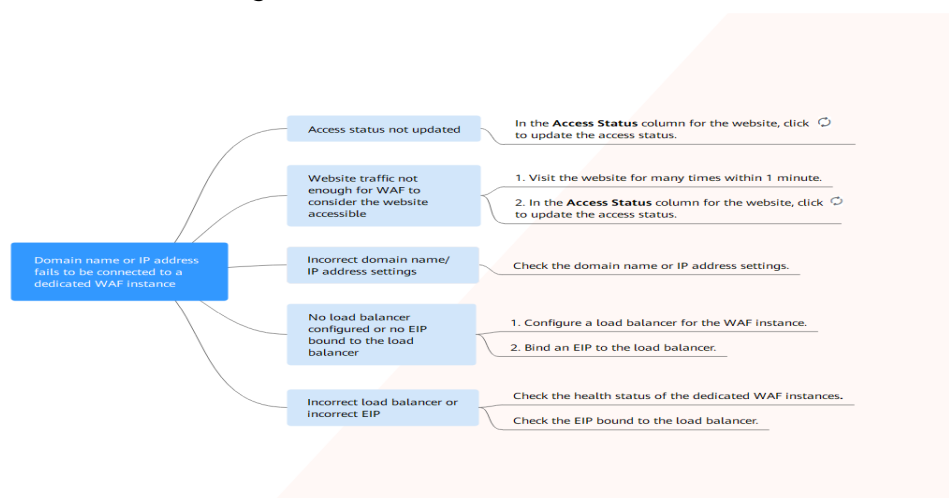 Access status not updated
In the Access Status column for the website, click
to update the access status.
Website traffic not
enough for WAF to
consider the website
accessible
1. Visit the website for many times within 1 minute.
2. In the Access Status column for the website, click
to update the access status.
Domain name or IP address
fails to be connected to a
dedicated WAF instance
Incorrect domain name/
IP address settings
Check the domain name or IP address settings.
No load balancer
configured or no EIP
bound to the load
balancer
1. Configure a load balancer for the WAF instance.
2. Bind an EIP to the load balancer.
Incorrect load balancer or
incorrect EIP
Check the health status of the dedicated WAF instances.
Check the EIP bound to the load balancer.